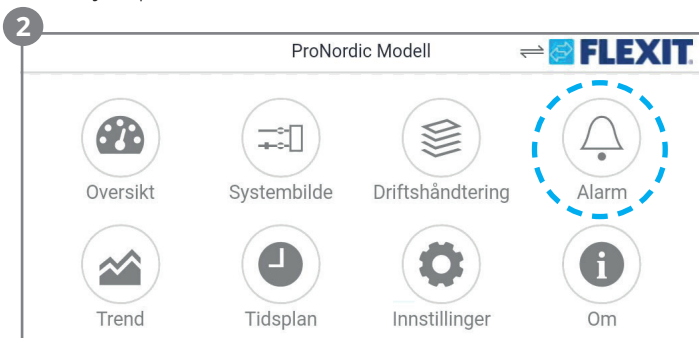 2
ProNordic Modell
FLEXIT.
Oversikt
Systembilde
Driftshåndtering
Alarm
Trend
Tidsplan
Innstillinger
Om